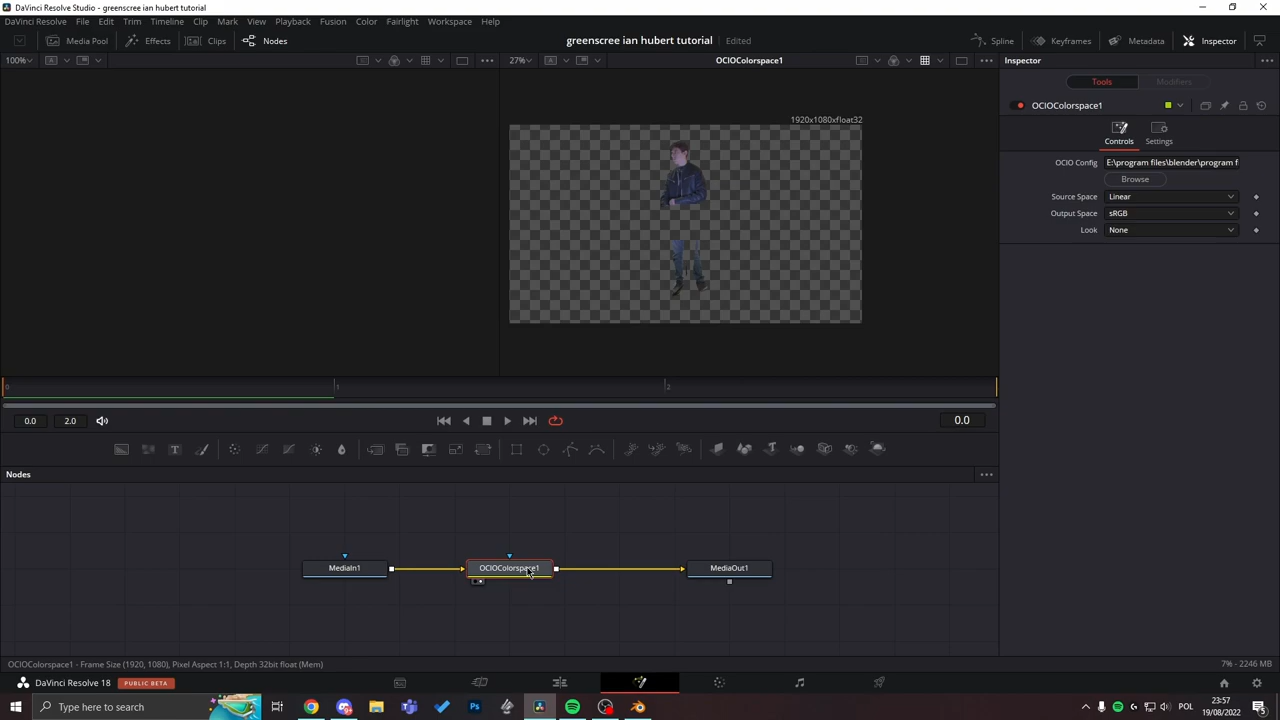 DaVinci Resolve Studio - greenscree ian hubert tutorial
DaVinci Resolve File Edit Trim Timeline Clip Mark View Playback Fusion Color Fairlight Workspace Help
Media Pool Effects Clips Nodes greenscree ian hubert tutorial Edited Spline Keyframes Metadata Inspector
100% 27% OCIOColorspace1 Inspector
Tools Modifiers
OCIOColorspace1
1920x1080xfloat32
Controls Settings
OCIO Config E:\program files\blender\program f
Browse
Source Space Linear
Output Space sRGB
Look None
0 1 2
0.0 2.0 0.0
Nodes
MediaIn1 OCIOColorspace1 MediaOut1
OCIOColorspace1 - Frame Size (1920, 1080), Pixel Aspect 1:1, Depth 32bit float (Mem) 7% - 2246 MB
DaVinci Resolve 18 PUBLIC BETA
Type here to search
POL
23:57
19/08/2022
5